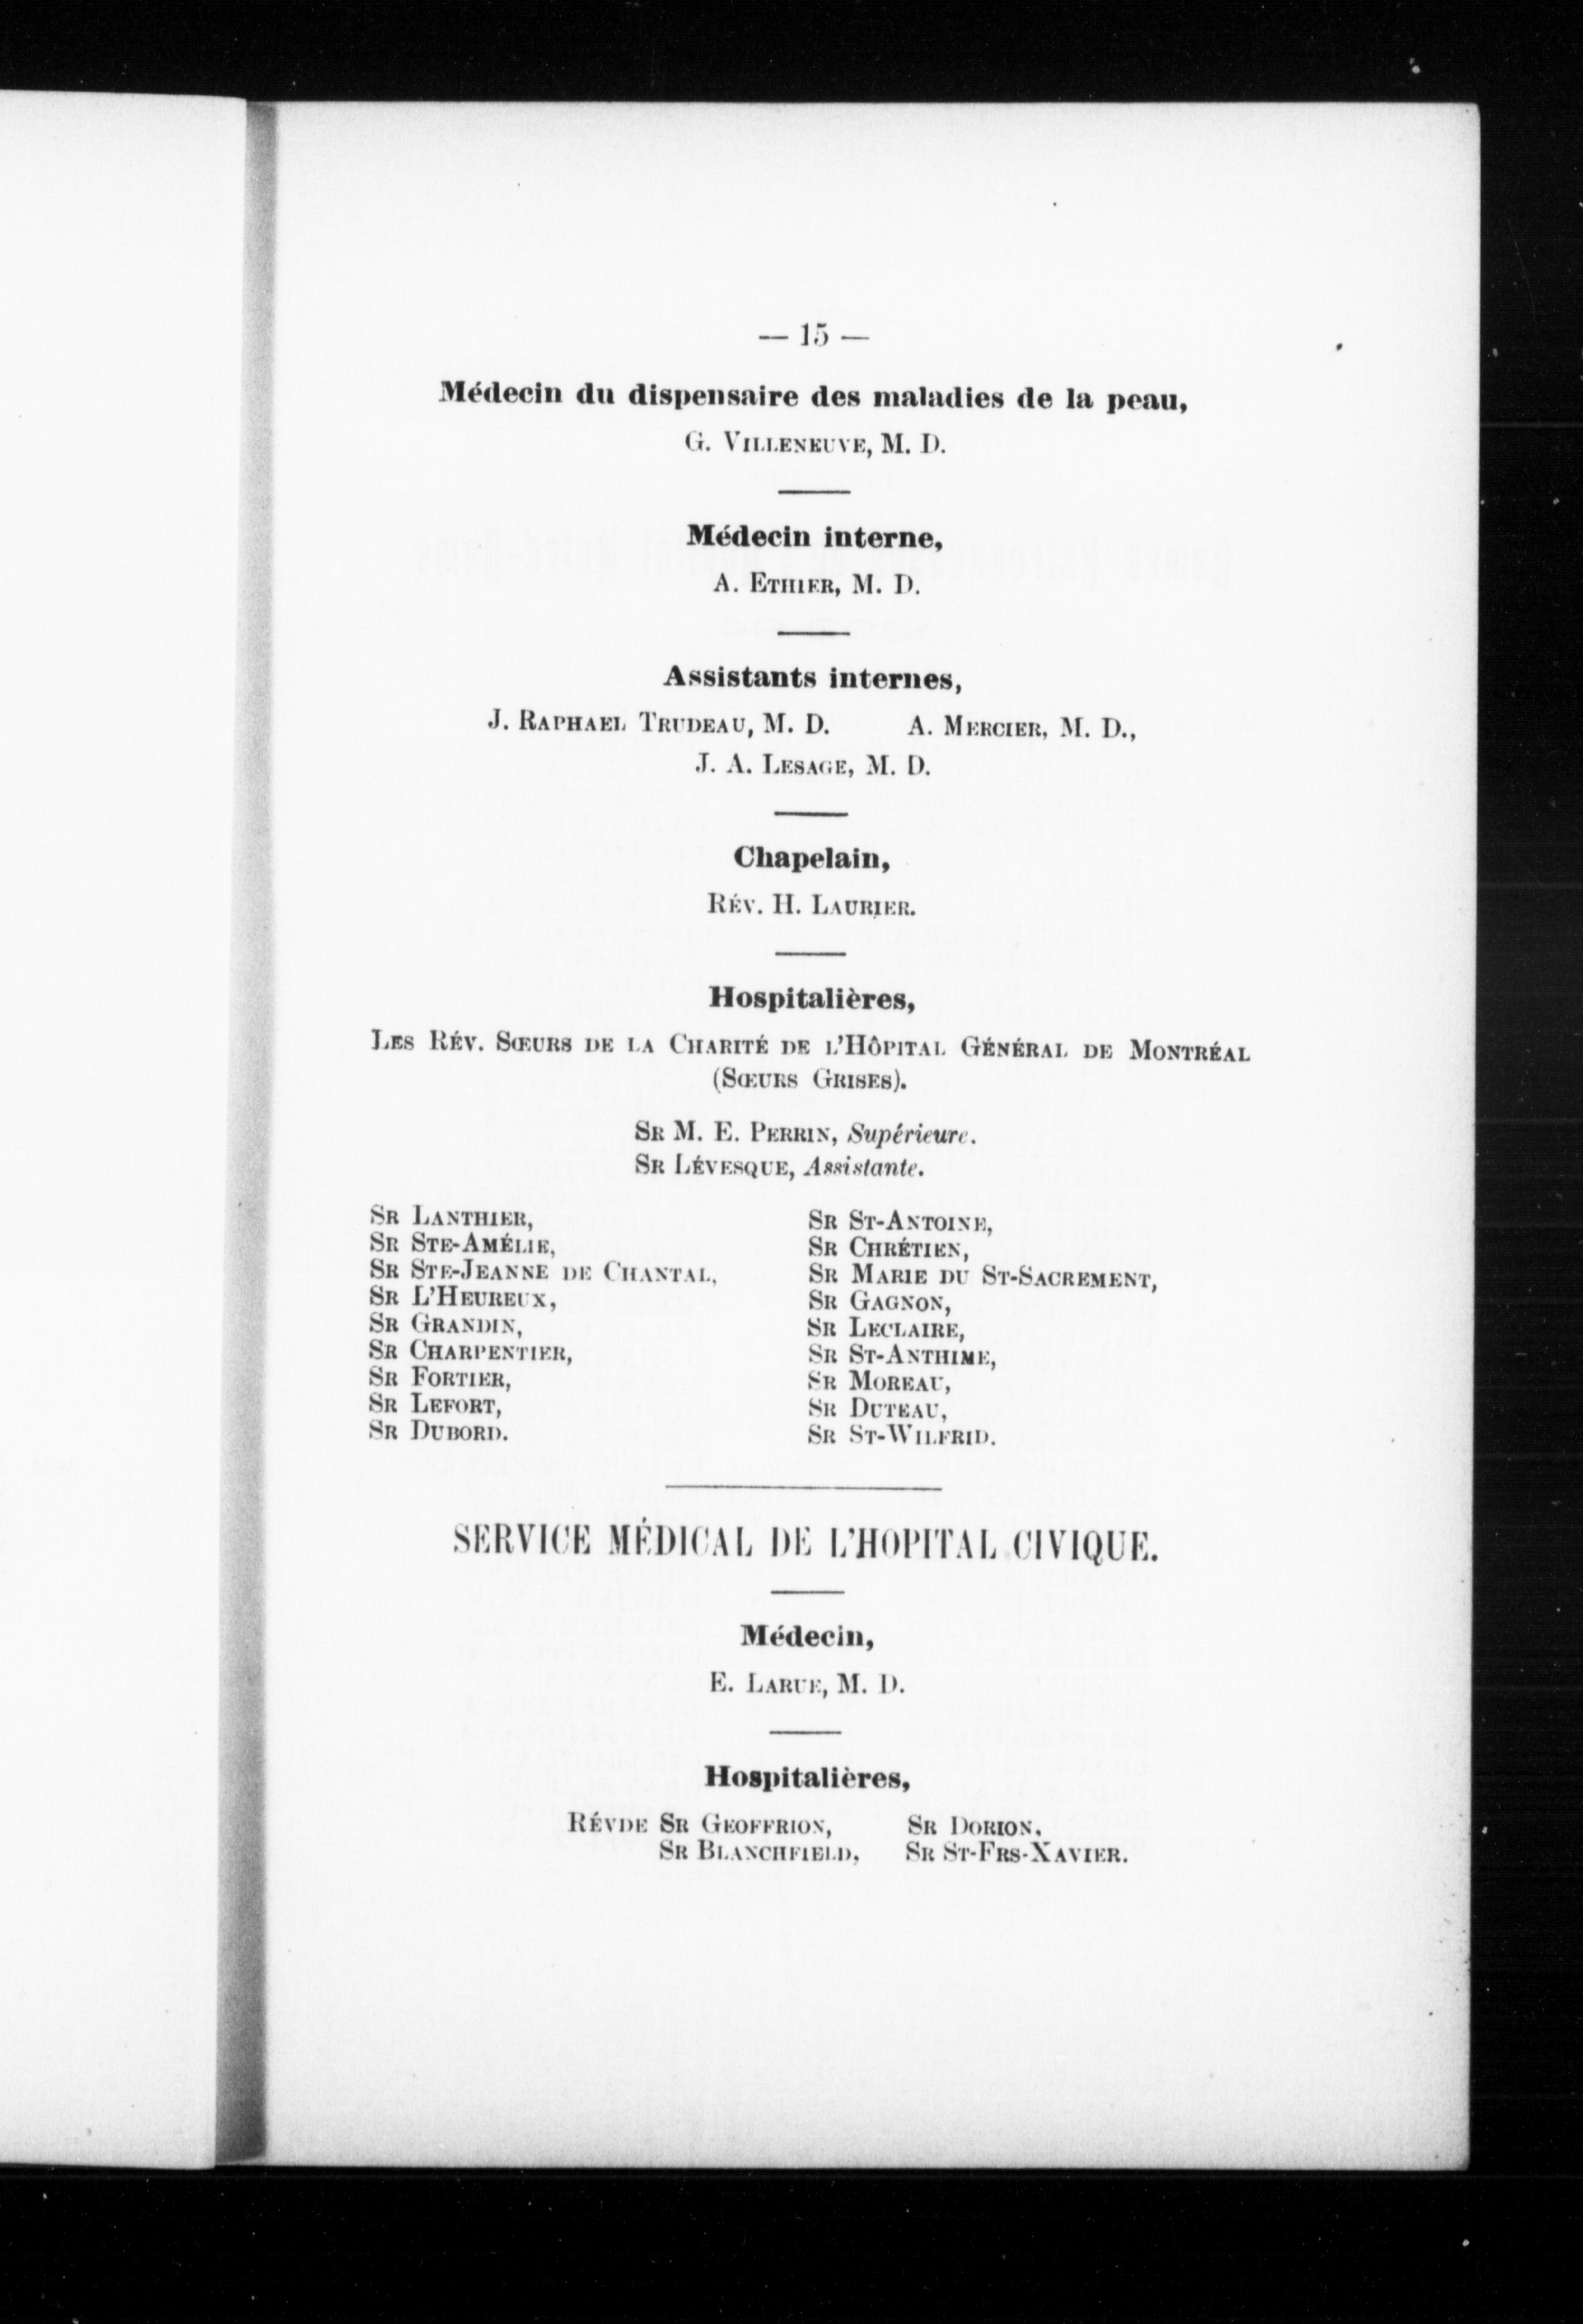 — 15 —
Médecin du dispensaire des maladies de la peau,
G. Villeneuve, M. D.
Médecin interne,
A. Ethier, M. D.
Assistants internes,
J. Raphael Trudeau, M. D. A. Mercier, M. D.,
J. A. Lesage, M. D.
Chapelain,
Rév. H. Laurier.
Hospitalières,
Les Rév. Sœurs de la Charité de l'Hôpital Général de Montréal
(Sœurs Grises).
Sr M. E. Perrin, Supérieure.
Sr Lévesque, Assistante.
Sr Lanthier,
Sr Ste-Amélie,
Sr Ste-Jeanne de Chantal,
Sr L'Heureux,
Sr Grandin,
Sr Charpentier,
Sr Fortier,
Sr Lefort,
Sr Dubord.
Sr St-Antoine,
Sr Chrétien,
Sr Marie du St-Sacrement,
Sr Gagnon,
Sr Leclaire,
Sr St-Anthime,
Sr Moreau,
Sr Duteau,
Sr St-Wilfrid.
SERVICE MÉDICAL DE L'HOPITAL CIVIQUE.
Médecin,
E. Larue, M. D.
Hospitalières,
Révde Sr Geoffrion, Sr Dorion,
Sr Blanchfield, Sr St-Frs-Xavier.